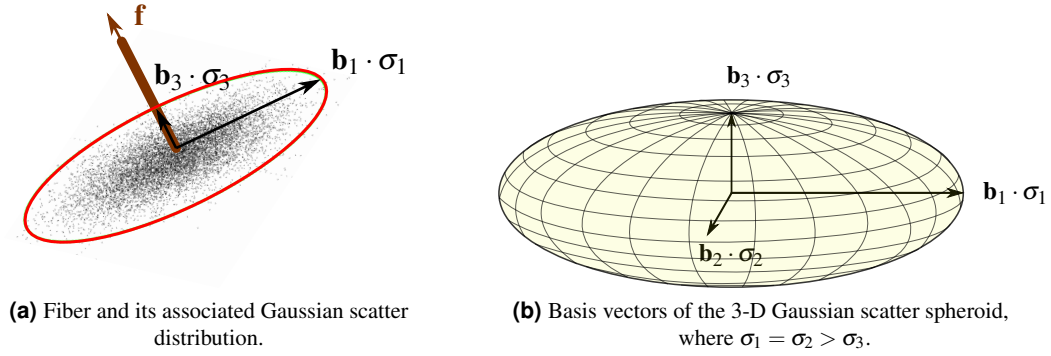 f
b₃ · σ₃
b₁ · σ₁
(a) Fiber and its associated Gaussian scatter
distribution.
b₃ · σ₃
b₁ · σ₁
b₂ · σ₂
(b) Basis vectors of the 3-D Gaussian scatter spheroid,
where σ₁ = σ₂ > σ₃.